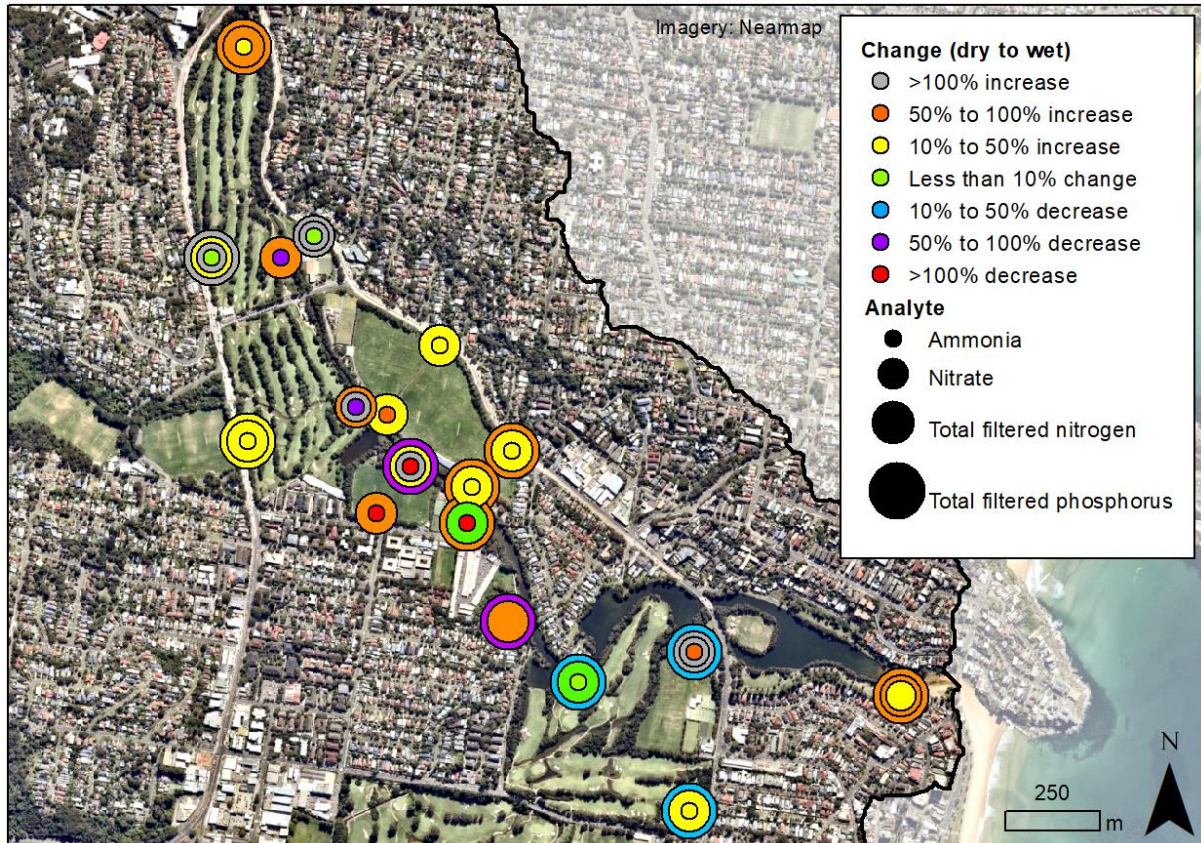 Imagery: Nearmap
Change (dry to wet)
>100% increase
50% to 100% increase
10% to 50% increase
Less than 10% change
10% to 50% decrease
50% to 100% decrease
>100% decrease
Analyte
Ammonia
Nitrate
Total filtered nitrogen
Total filtered phosphorus
N
250
m